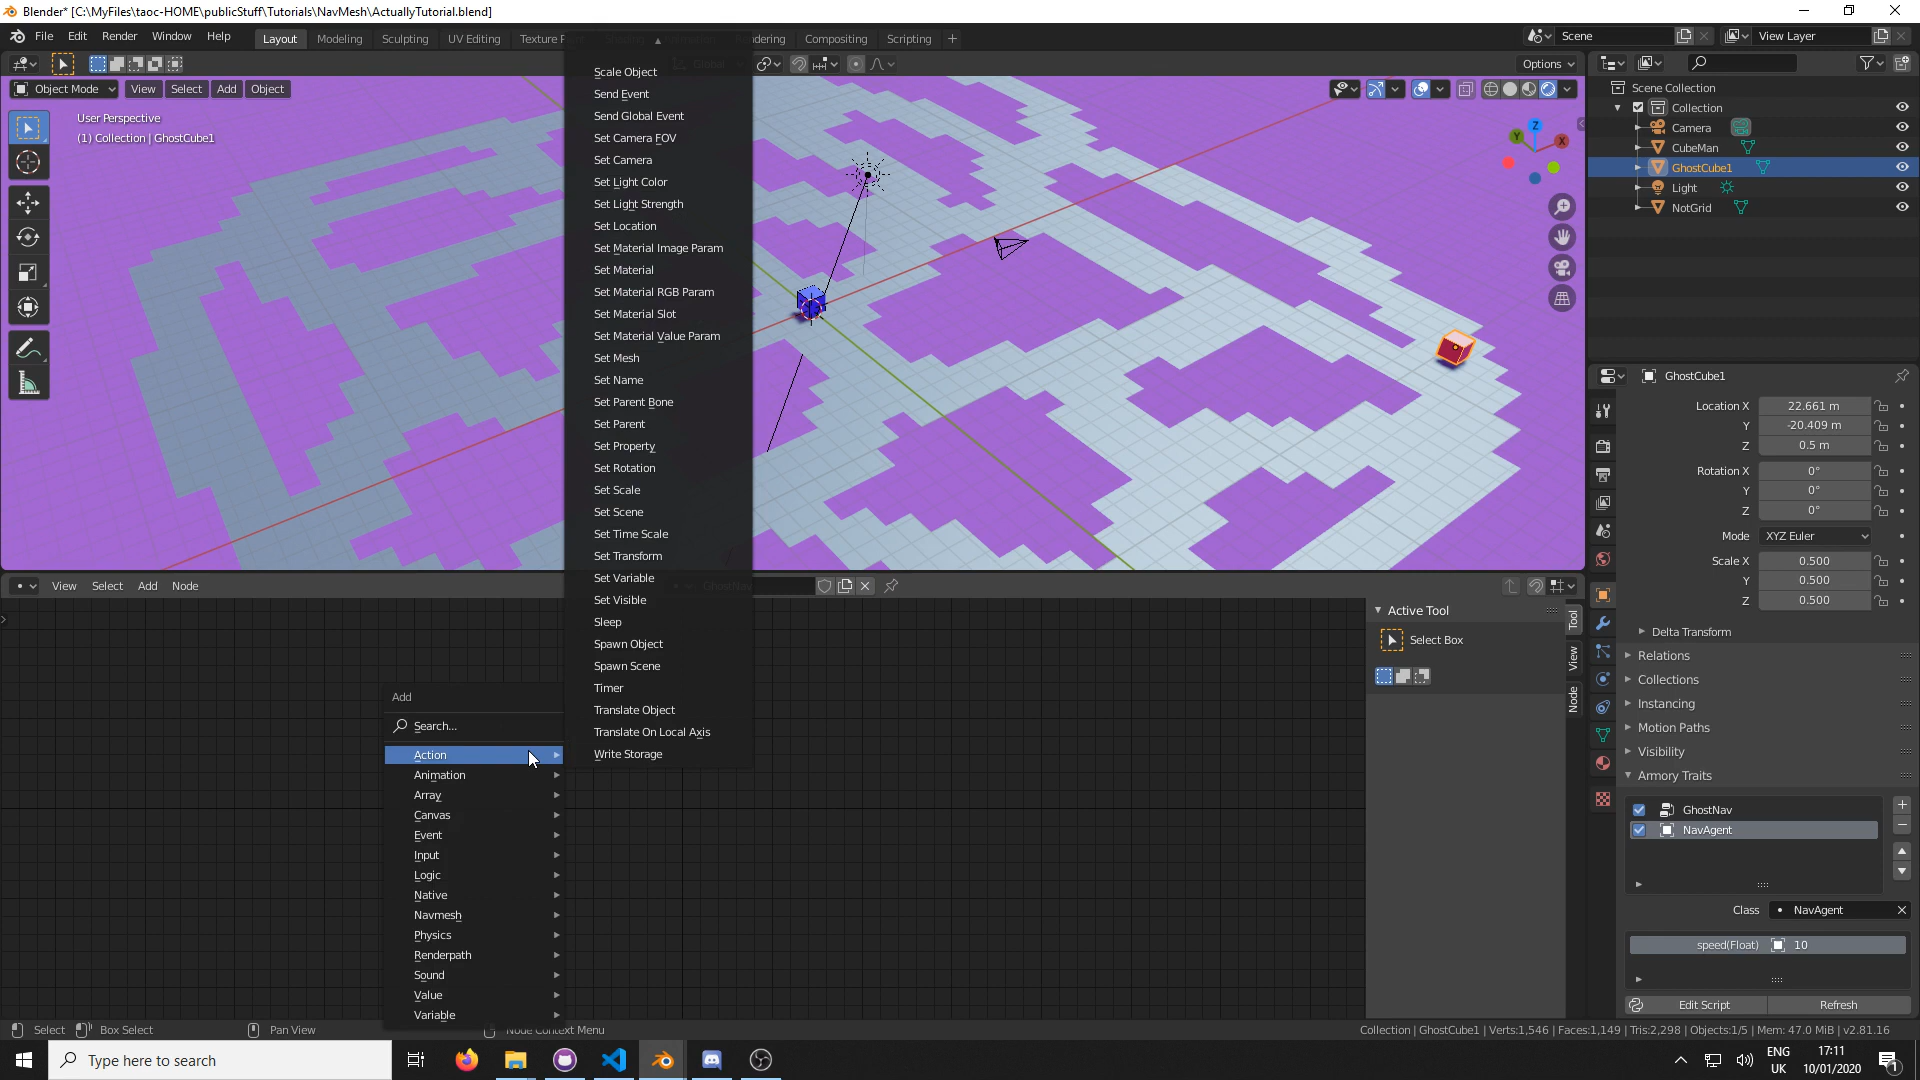 Blender* [C:\MyFiles\taoc-HOME\publicStuff\Tutorials\NavMesh\ActuallyTutorial.blend]
File Edit Render Window Help Layout Modeling Sculpting UV Editing Texture Rendering Compositing Scripting + Scene View Layer
Global Options
Object Mode View Select Add Object
User Perspective
(1) Collection | GhostCube1
Z
Y
X
Scale Object
Send Event
Send Global Event
Set Camera FOV
Set Camera
Set Light Color
Set Light Strength
Set Location
Set Material Image Param
Set Material
Set Material RGB Param
Set Material Slot
Set Material Value Param
Set Mesh
Set Name
Set Parent Bone
Set Parent
Set Property
Set Rotation
Set Scale
Set Scene
Set Time Scale
Set Transform
Set Variable
Set Visible
Sleep
Spawn Object
Spawn Scene
Timer
Translate Object
Translate On Local Axis
Write Storage
Scene Collection
Collection
Camera
CubeMan
GhostCube1
Light
NotGrid
GhostCube1
Location X 22.661 m
Y -20.409 m
Z 0.5 m
Rotation X 0°
Y 0°
Z 0°
Mode XYZ Euler
Scale X 0.500
Y 0.500
Z 0.500
Delta Transform
Relations
Collections
Instancing
Motion Paths
Visibility
Armory Traits
GhostNav
NavAgent
Class NavAgent
speed(Float) 10
Edit Script Refresh
View Select Add Node GhostNav
Active Tool
Select Box
Tool
View
Node
Add
Search...
Action
Animation
Array
Canvas
Event
Input
Logic
Native
Navmesh
Physics
Renderpath
Sound
Value
Variable
Select Box Select Pan View Node Context Menu Collection | GhostCube1 | Verts:1,546 | Faces:1,149 | Tris:2,298 | Objects:1/5 | Mem: 47.0 MiB | v2.81.16
Type here to search
ENG
UK
17:11
10/01/2020
1